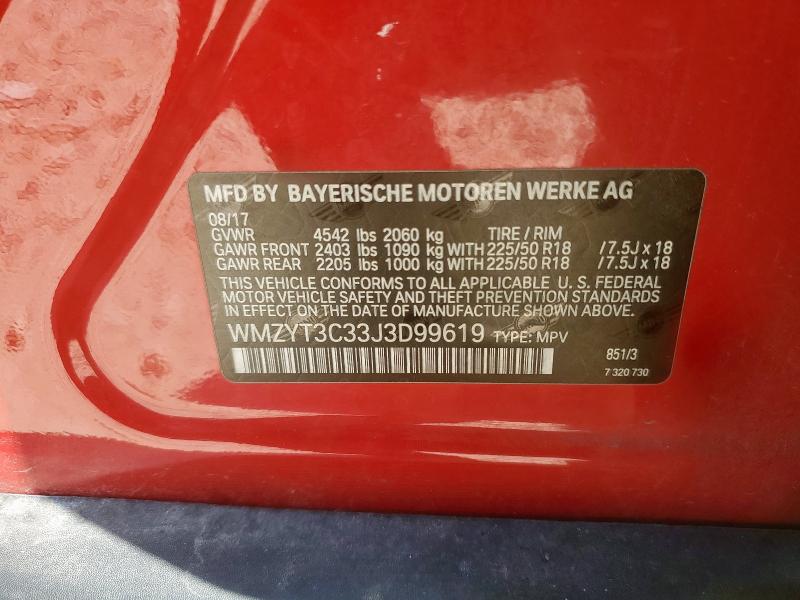 MFD BY BAYERISCHE MOTOREN WERKE AG
08/17
GVWR 4542 lbs 2060 kg TIRE / RIM
GAWR FRONT 2403 lbs 1090 kg WITH 225/50 R18 /7.5J x 18
GAWR REAR 2205 lbs 1000 kg WITH 225/50 R18 /7.5J x 18
THIS VEHICLE CONFORMS TO ALL APPLICABLE U. S. FEDERAL
MOTOR VEHICLE SAFETY AND THEFT PREVENTION STANDARDS
IN EFFECT ON THE DATE OF MANUFACTURE SHOWN ABOVE.
WMZYT3C33J3D99619 TYPE: MPV
851/3
7 320 730